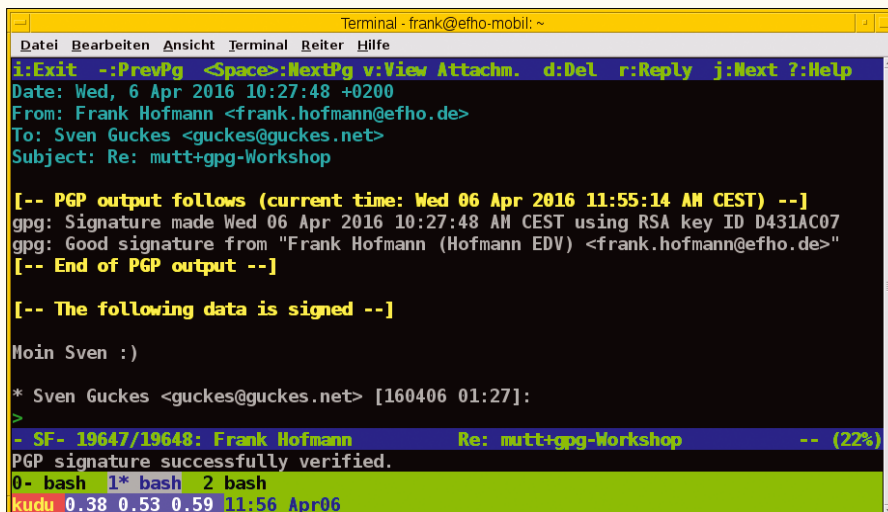 Terminal - frank@efho-mobil: ~
Datei Bearbeiten Ansicht Terminal Reiter Hilfe
i:Exit -:PrevPg <Space>:NextPg v:View Attachm. d:Del r:Reply j:Next ?:Help
Date: Wed, 6 Apr 2016 10:27:48 +0200
From: Frank Hofmann <frank.hofmann@efho.de>
To: Sven Guckes <guckes@guckes.net>
Subject: Re: mutt+gpg-Workshop
[-- PGP output follows (current time: Wed 06 Apr 2016 11:55:14 AM CEST) --]
gpg: Signature made Wed 06 Apr 2016 10:27:48 AM CEST using RSA key ID D431AC07
gpg: Good signature from "Frank Hofmann (Hofmann EDV) <frank.hofmann@efho.de>"
[-- End of PGP output --]
[-- The following data is signed --]
Moin Sven :)
* Sven Guckes <guckes@guckes.net> [160406 01:27]:
>
- SF- 19647/19648: Frank Hofmann Re: mutt+gpg-Workshop -- (22%)
PGP signature successfully verified.
0- bash 1* bash 2 bash
kudu 0.38 0.53 0.59 11:56 Apr06